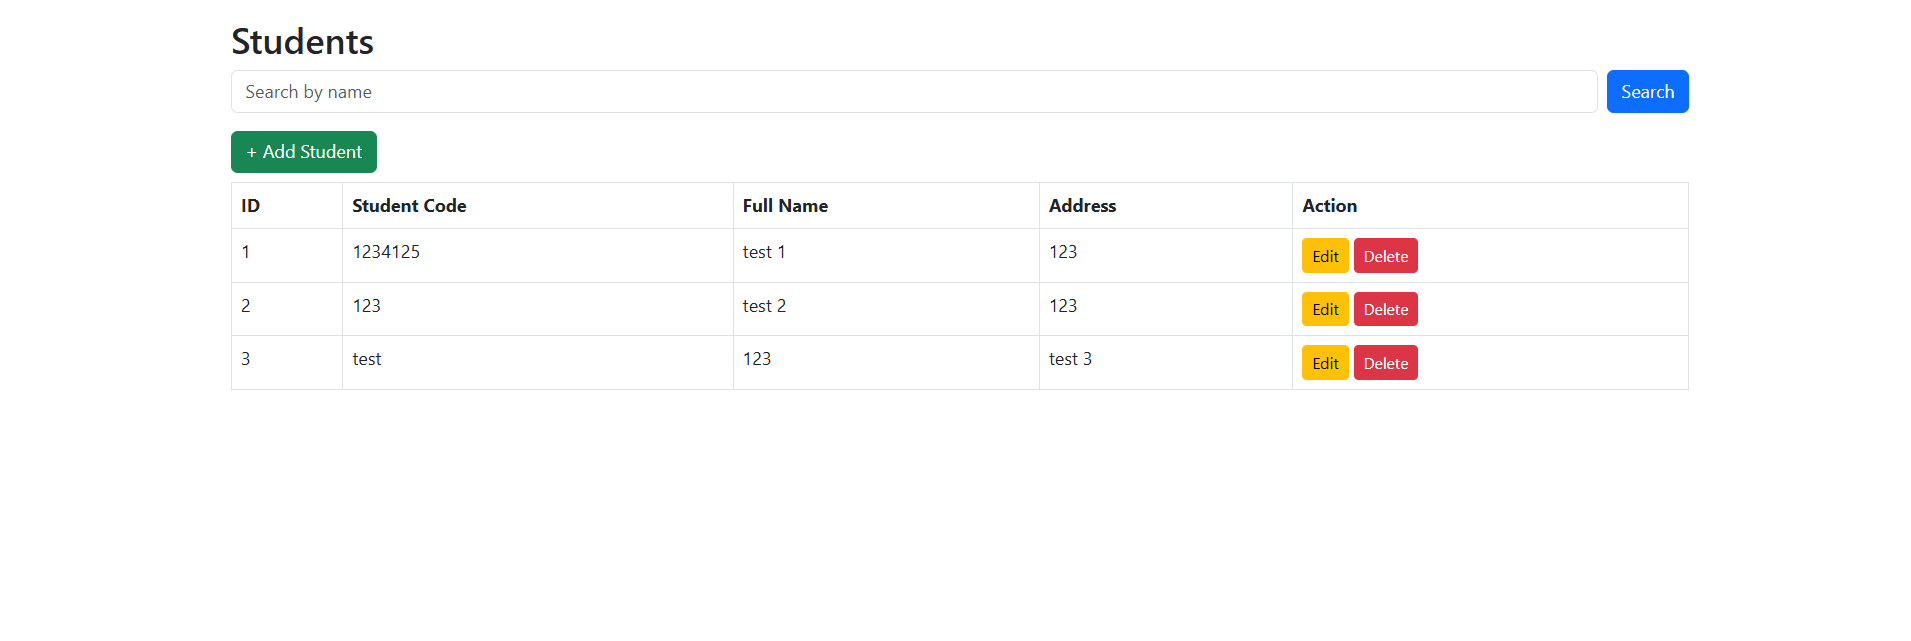 Students
Search by name Search
+ Add Student
ID Student Code Full Name Address Action
1 1234125 test 1 123 Edit Delete
2 123 test 2 123 Edit Delete
3 test 123 test 3 Edit Delete